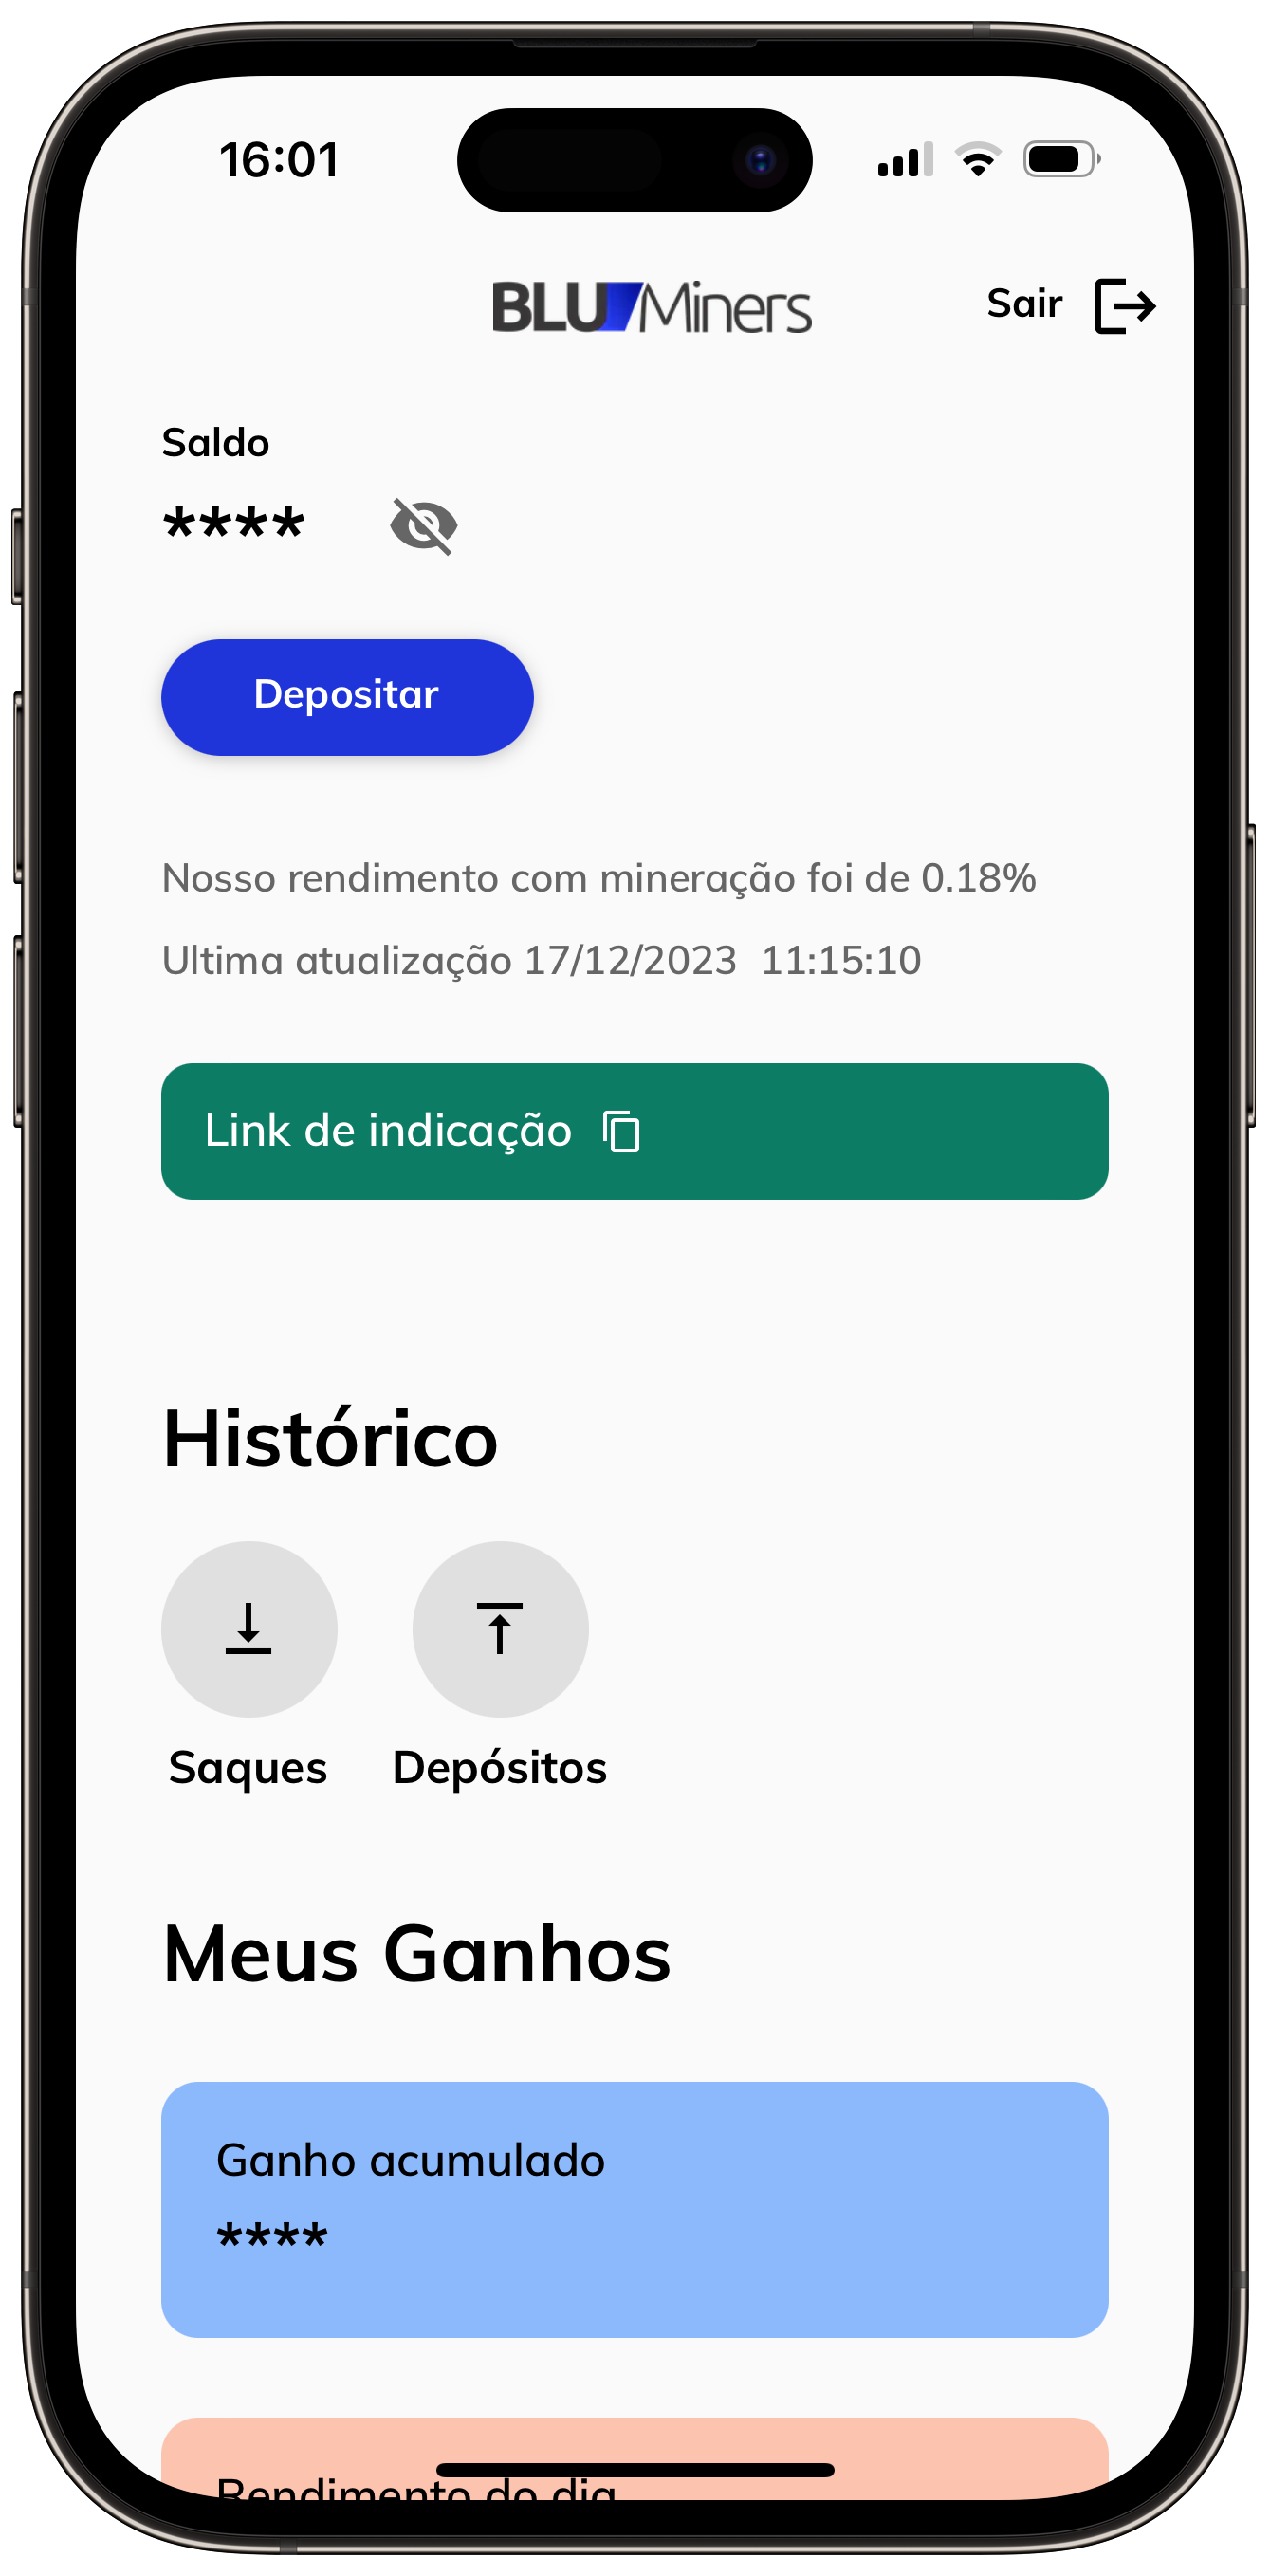 16:01
BLU Miners
Sair
Saldo
****
Depositar
Nosso rendimento com mineração foi de 0.18%
Ultima atualização 17/12/2023 11:15:10
Link de indicação
Histórico
Saques Depósitos
Meus Ganhos
Ganho acumulado
****
Rendimento do dia